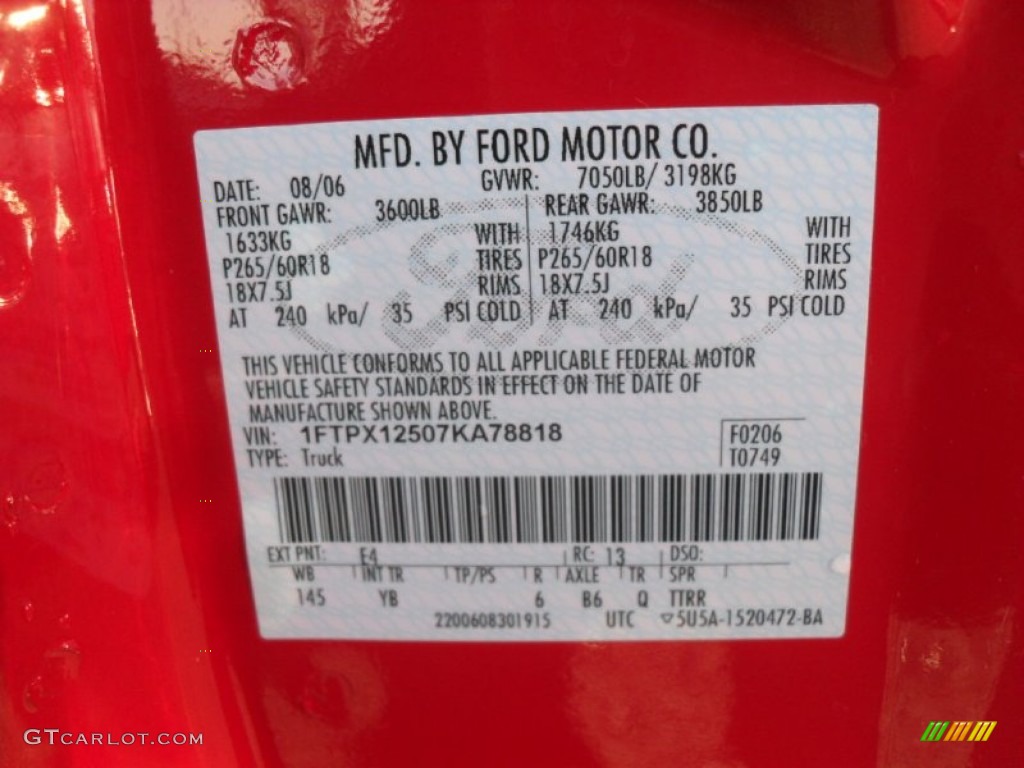 MFD. BY FORD MOTOR CO.
DATE: 08/06 GVWR: 7050LB/ 3198KG
FRONT GAWR: 3600LB REAR GAWR: 3850LB
1633KG WITH 1746KG WITH
P265/60R18 TIRES P265/60R18 TIRES
18X7.5J RIMS 18X7.5J RIMS
AT 240 kPa/ 35 PSI COLD AT 240 kPa/ 35 PSI COLD
THIS VEHICLE CONFORMS TO ALL APPLICABLE FEDERAL MOTOR
VEHICLE SAFETY STANDARDS IN EFFECT ON THE DATE OF
MANUFACTURE SHOWN ABOVE.
VIN: 1FTPX12507KA78818 F0206
TYPE: Truck T0749
EXT PNT: E4 RC: 13 DSO:
WB INT TR TP/PS R AXLE TR SPR
145 YB 6 B6 Q TTRR
2200608301915 UTC ▽5U5A-1520472-BA
Ford
GTCARLOT.COM